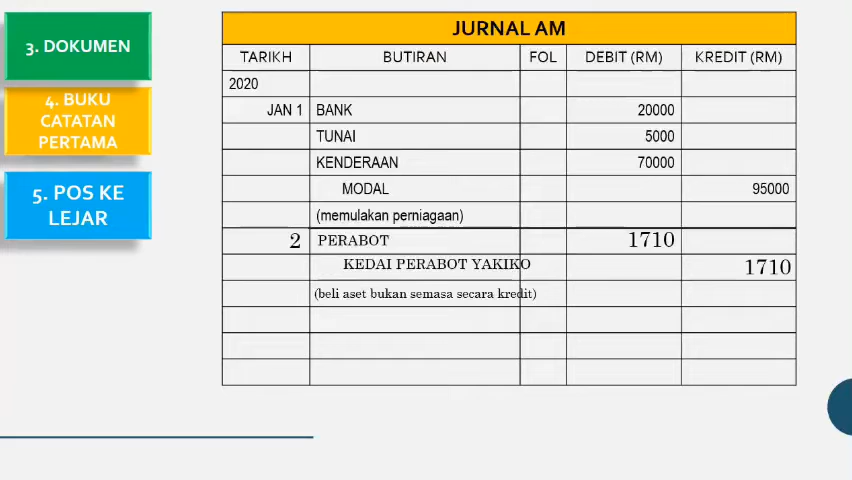 3. DOKUMEN
4. BUKU
CATATAN
PERTAMA
5. POS KE
LEJAR
JURNAL AM
TARIKH BUTIRAN FOL DEBIT (RM) KREDIT (RM)
2020
JAN 1 BANK 20000
TUNAI 5000
KENDERAAN 70000
MODAL 95000
(memulakan perniagaan)
2 PERABOT 1710
KEDAI PERABOT YAKIKO 1710
(beli aset bukan semasa secara kredit)